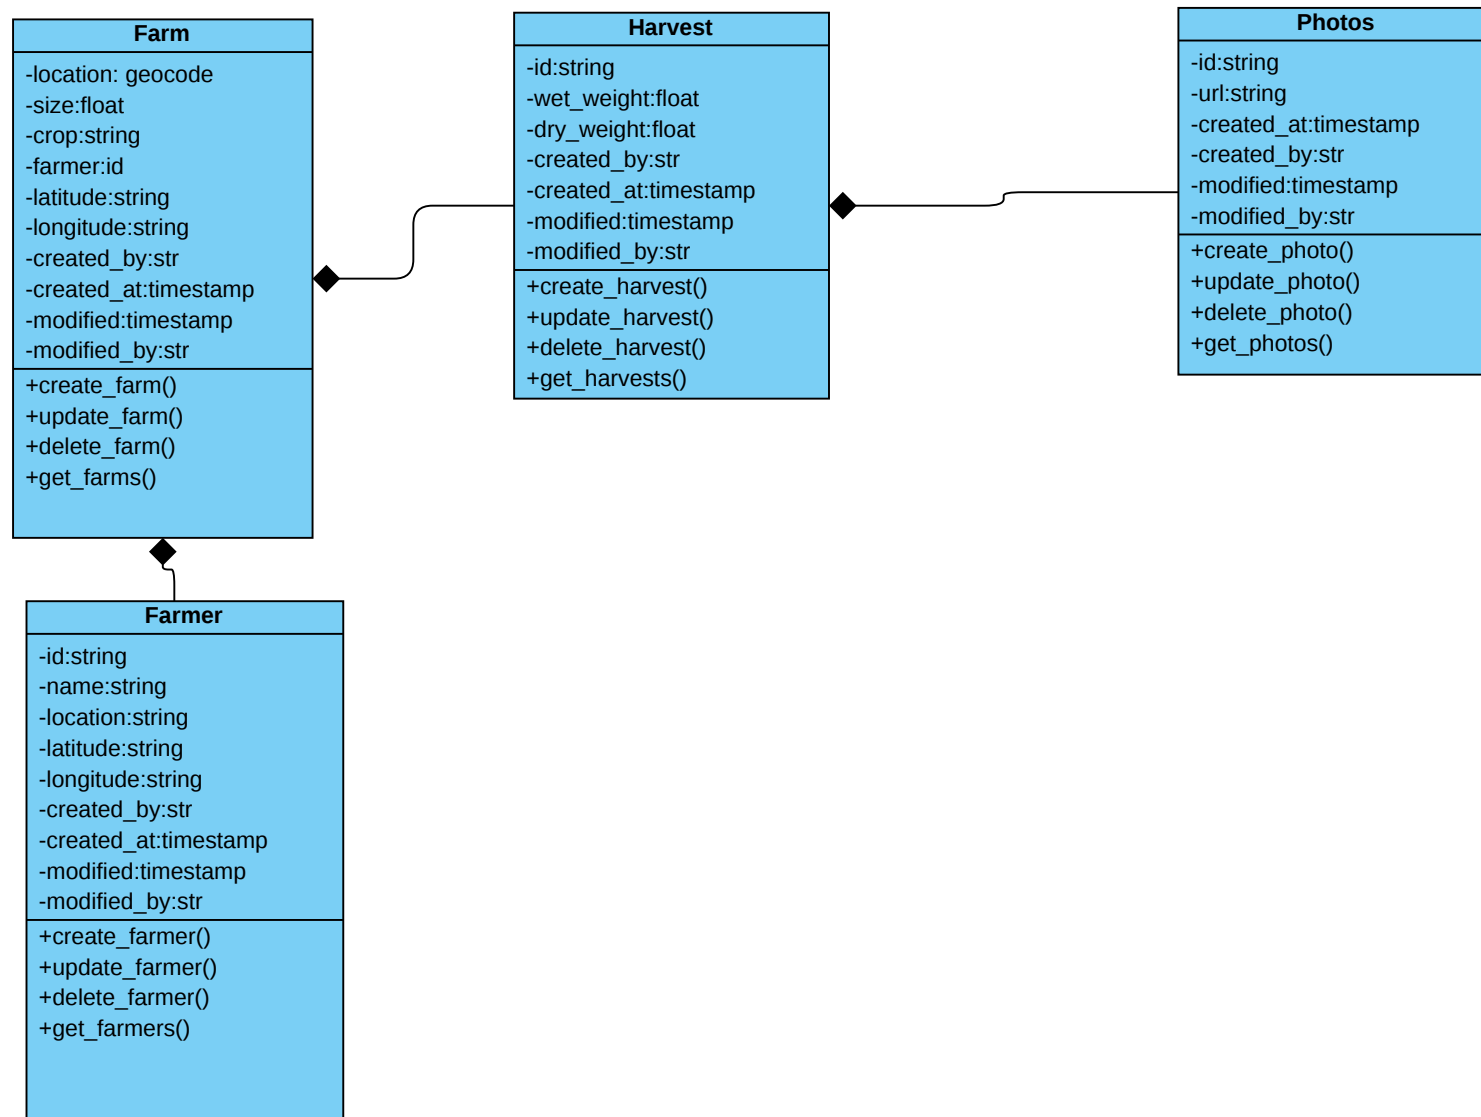 Farm
-location: geocode
-size:float
-crop:string
-farmer:id
-latitude:string
-longitude:string
-created_by:str
-created_at:timestamp
-modified:timestamp
-modified_by:str
+create_farm()
+update_farm()
+delete_farm()
+get_farms()
Harvest
-id:string
-wet_weight:float
-dry_weight:float
-created_by:str
-created_at:timestamp
-modified:timestamp
-modified_by:str
+create_harvest()
+update_harvest()
+delete_harvest()
+get_harvests()
Photos
-id:string
-url:string
-created_at:timestamp
-created_by:str
-modified:timestamp
-modified_by:str
+create_photo()
+update_photo()
+delete_photo()
+get_photos()
Farmer
-id:string
-name:string
-location:string
-latitude:string
-longitude:string
-created_by:str
-created_at:timestamp
-modified:timestamp
-modified_by:str
+create_farmer()
+update_farmer()
+delete_farmer()
+get_farmers()